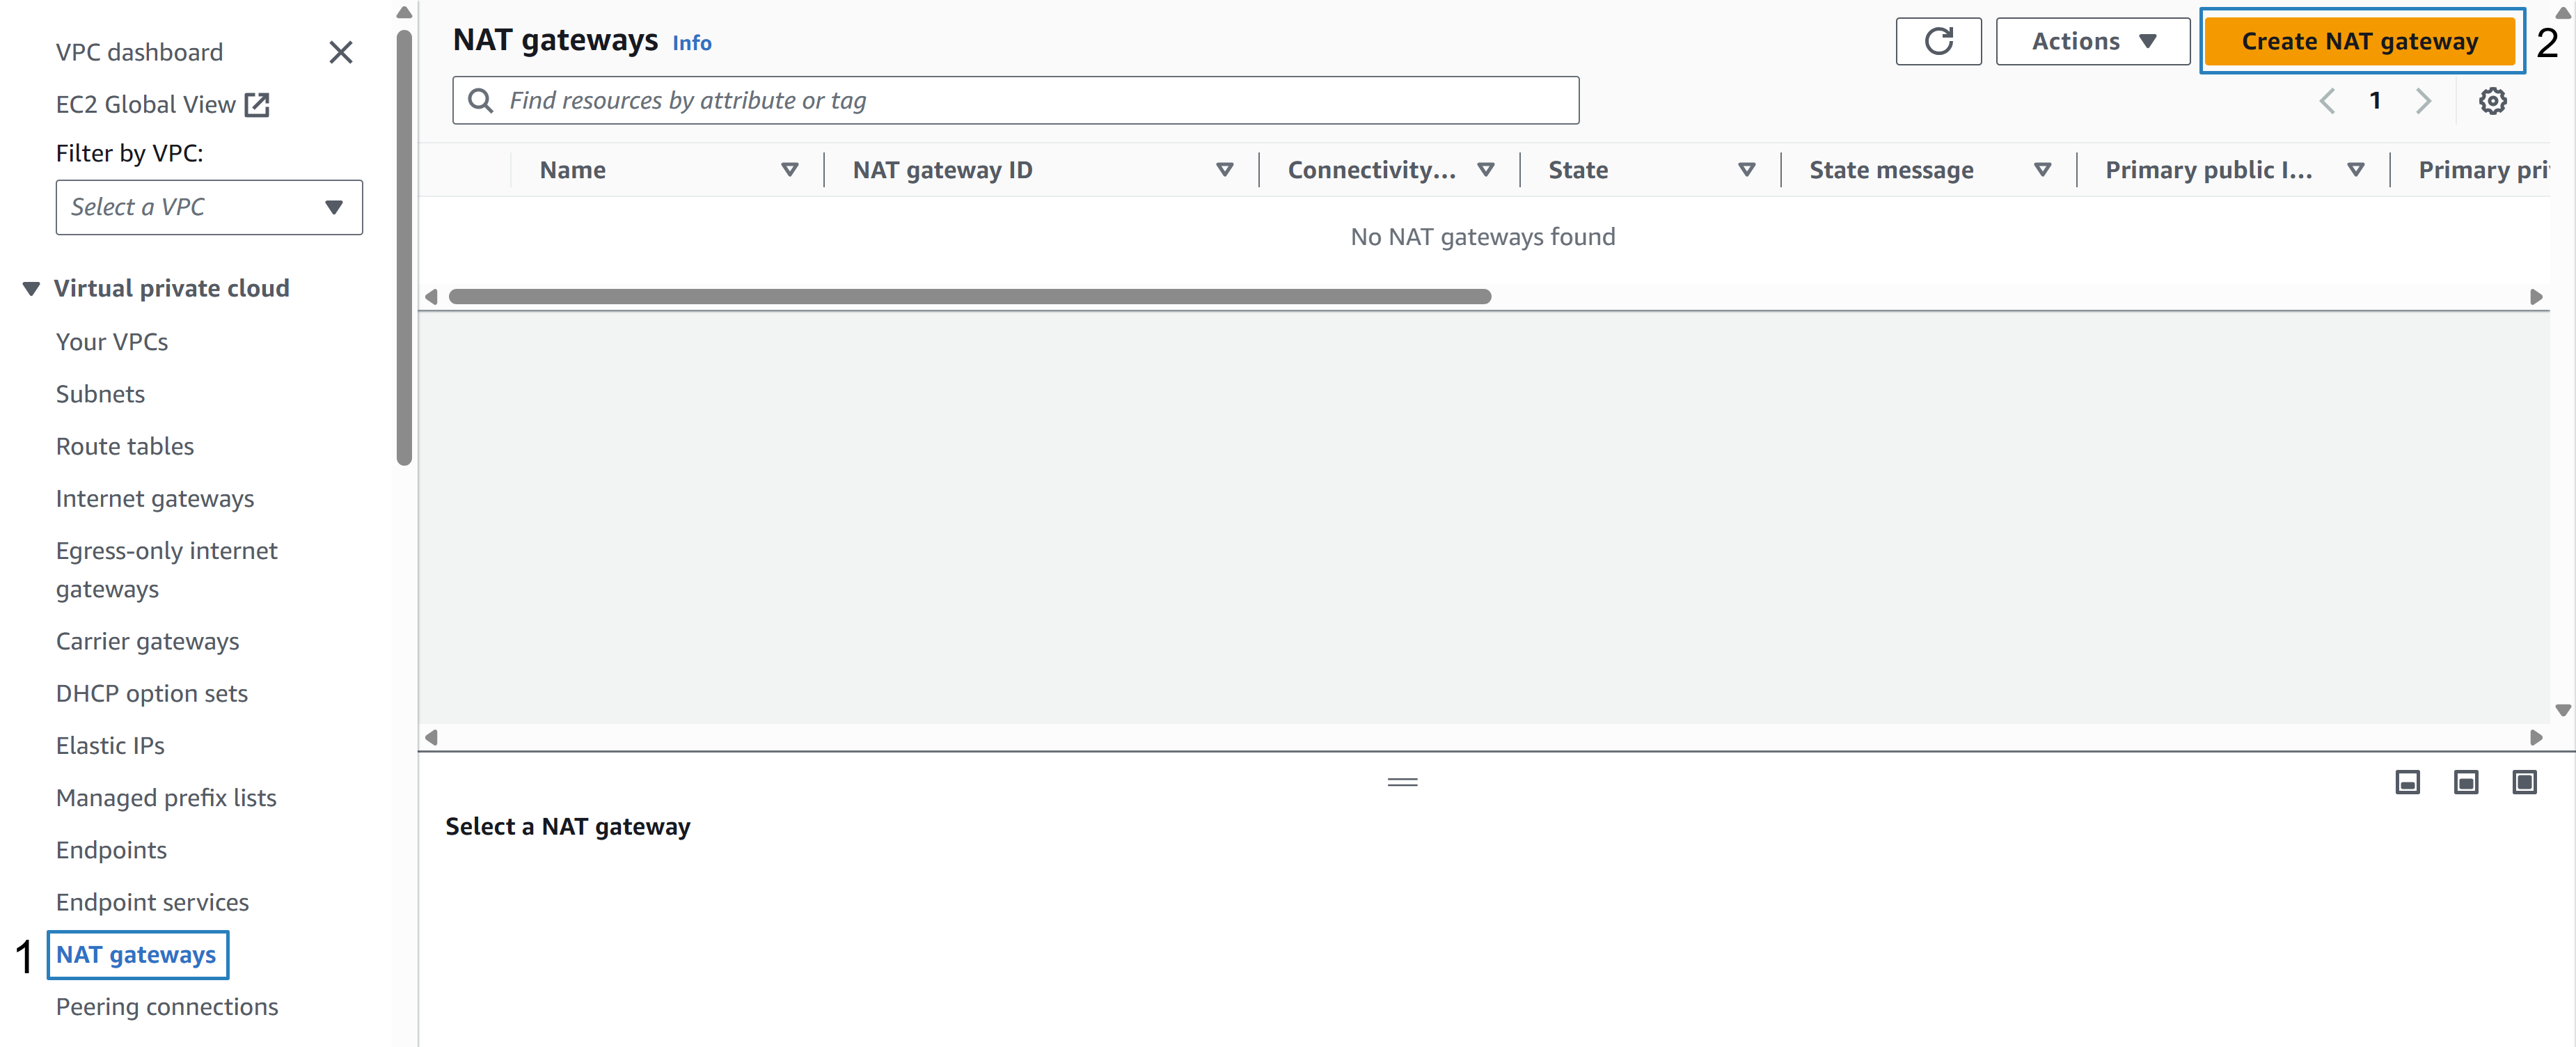 VPC dashboard
EC2 Global View
Filter by VPC:
Select a VPC
Virtual private cloud
Your VPCs
Subnets
Route tables
Internet gateways
Egress-only internet
gateways
Carrier gateways
DHCP option sets
Elastic IPs
Managed prefix lists
Endpoints
Endpoint services
1 NAT gateways
Peering connections
NAT gateways Info
Actions
Create NAT gateway 2
Find resources by attribute or tag
1
Name NAT gateway ID Connectivity... State State message Primary public I... Primary pri
No NAT gateways found
Select a NAT gateway